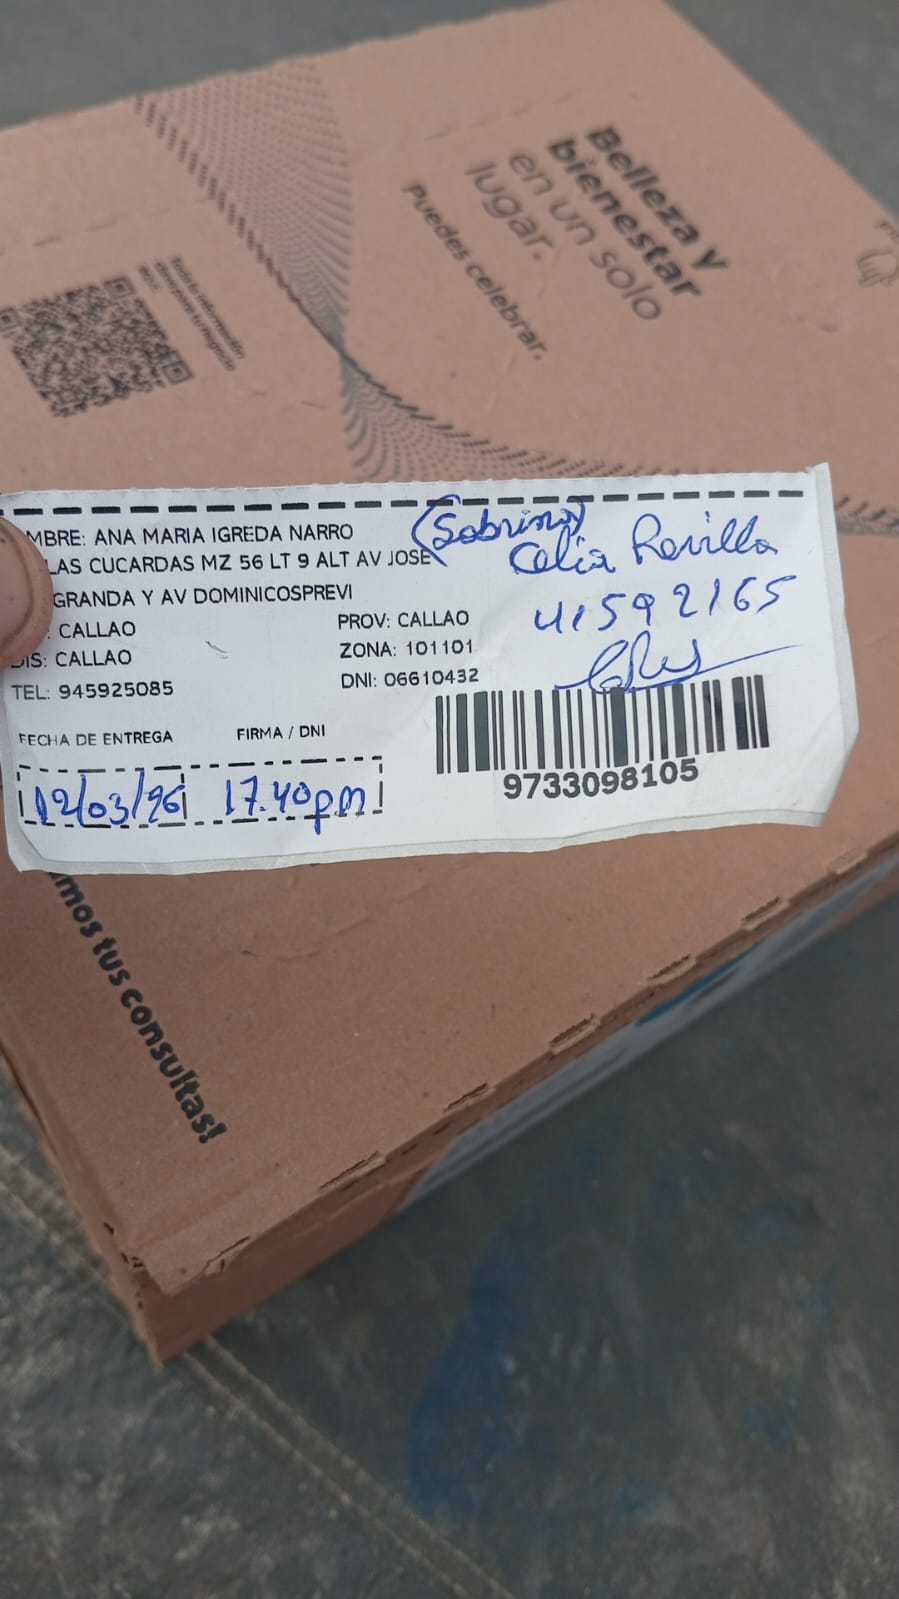 Belleza y
bienestar
en un solo
lugar.
Puedes celebrar.
MBRE: ANA MARIA IGREDA NARRO
LAS CUCARDAS MZ 56 LT 9 ALT AV JOSE
GRANDA Y AV DOMINICOSPREVI
: CALLAO
PROV: CALLAO
DIS: CALLAO
ZONA: 101101
TEL: 945925085
DNI: 06610432
(Sobrina)
Celia Revilla
41592165
FECHA DE ENTREGA
FIRMA / DNI
12/03/26
17.40pm
9733098105
mos tus consultas!